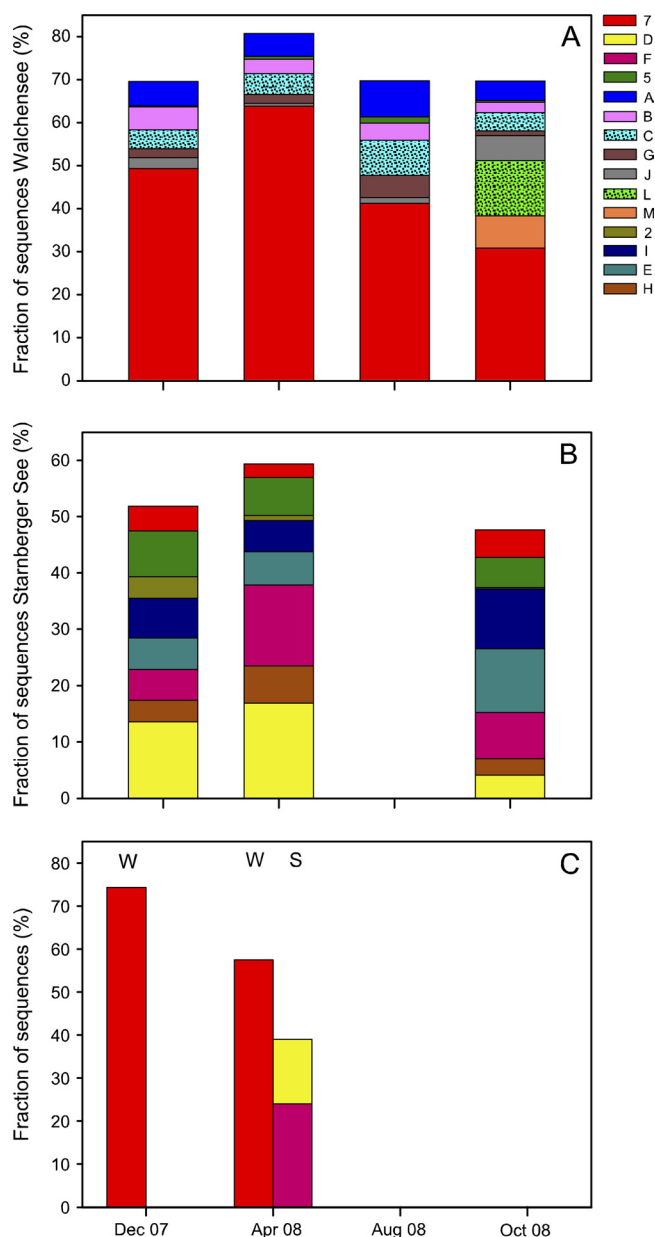 Fraction of sequences Walchensee (%)
80
70
60
50
40
30
20
10
0
A
7
D
F
5
A
B
C
G
J
L
M
2
I
E
H
Fraction of sequences Starnberger See (%)
60
50
40
30
20
10
0
B
Fraction of sequences (%)
80
70
60
50
40
30
20
10
0
W
W S
C
Dec 07 Apr 08 Aug 08 Oct 08